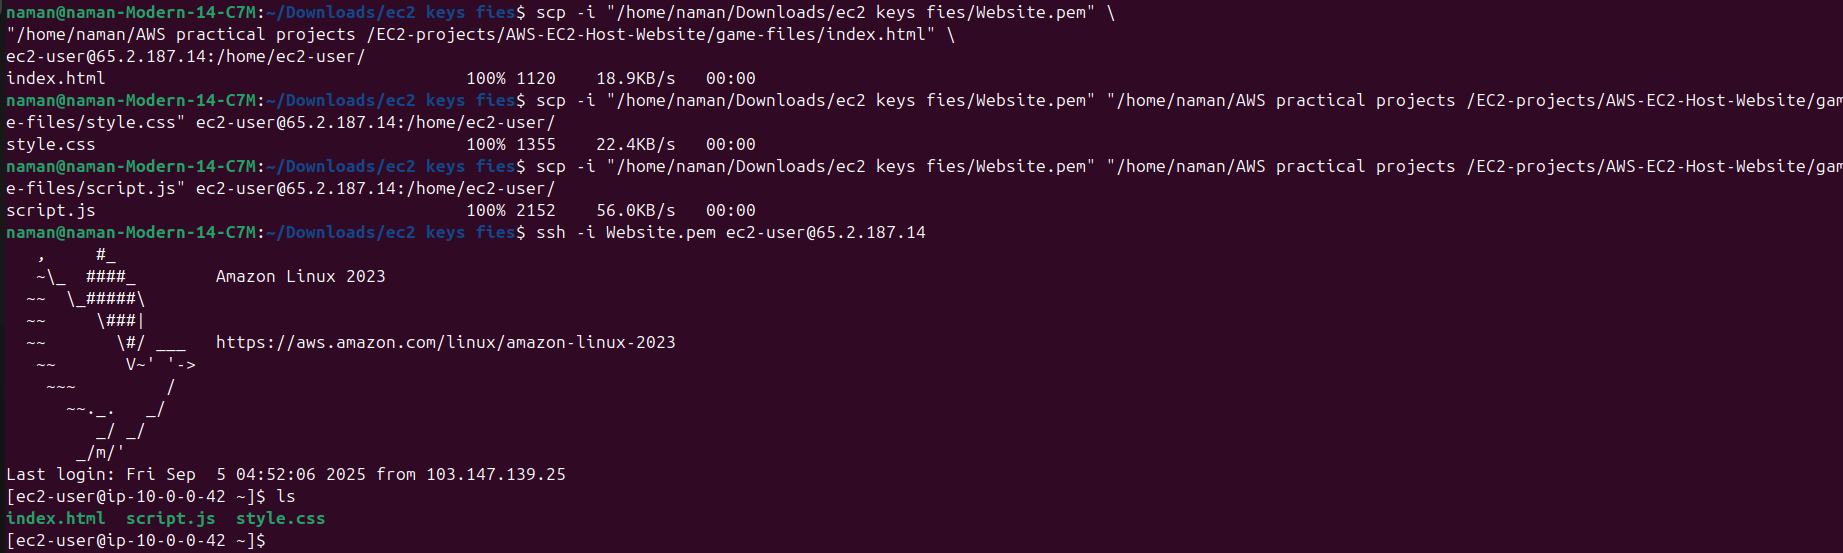 naman@naman-Modern-14-C7M:~/Downloads/ec2 keys fies$ scp -i "/home/naman/Downloads/ec2 keys fies/Website.pem" \
"/home/naman/AWS practical projects /EC2-projects/AWS-EC2-Host-Website/game-files/index.html" \
ec2-user@65.2.187.14:/home/ec2-user/
index.html                                    100% 1120    18.9KB/s   00:00
naman@naman-Modern-14-C7M:~/Downloads/ec2 keys fies$ scp -i "/home/naman/Downloads/ec2 keys fies/Website.pem" "/home/naman/AWS practical projects /EC2-projects/AWS-EC2-Host-Website/gam
e-files/style.css" ec2-user@65.2.187.14:/home/ec2-user/
style.css                                     100% 1355    22.4KB/s   00:00
naman@naman-Modern-14-C7M:~/Downloads/ec2 keys fies$ scp -i "/home/naman/Downloads/ec2 keys fies/Website.pem" "/home/naman/AWS practical projects /EC2-projects/AWS-EC2-Host-Website/gam
e-files/script.js" ec2-user@65.2.187.14:/home/ec2-user/
script.js                                     100% 2152    56.0KB/s   00:00
naman@naman-Modern-14-C7M:~/Downloads/ec2 keys fies$ ssh -i Website.pem ec2-user@65.2.187.14
   ,     #_
   ~\_  ####_        Amazon Linux 2023
  ~~  \_#####\
  ~~     \###|
  ~~       \#/ ___   https://aws.amazon.com/linux/amazon-linux-2023
   ~~       V~' '->
    ~~~         /
      ~~._.   _/
         _/ _/
       _/m/'
Last login: Fri Sep  5 04:52:06 2025 from 103.147.139.25
[ec2-user@ip-10-0-0-42 ~]$ ls
index.html  script.js  style.css
[ec2-user@ip-10-0-0-42 ~]$